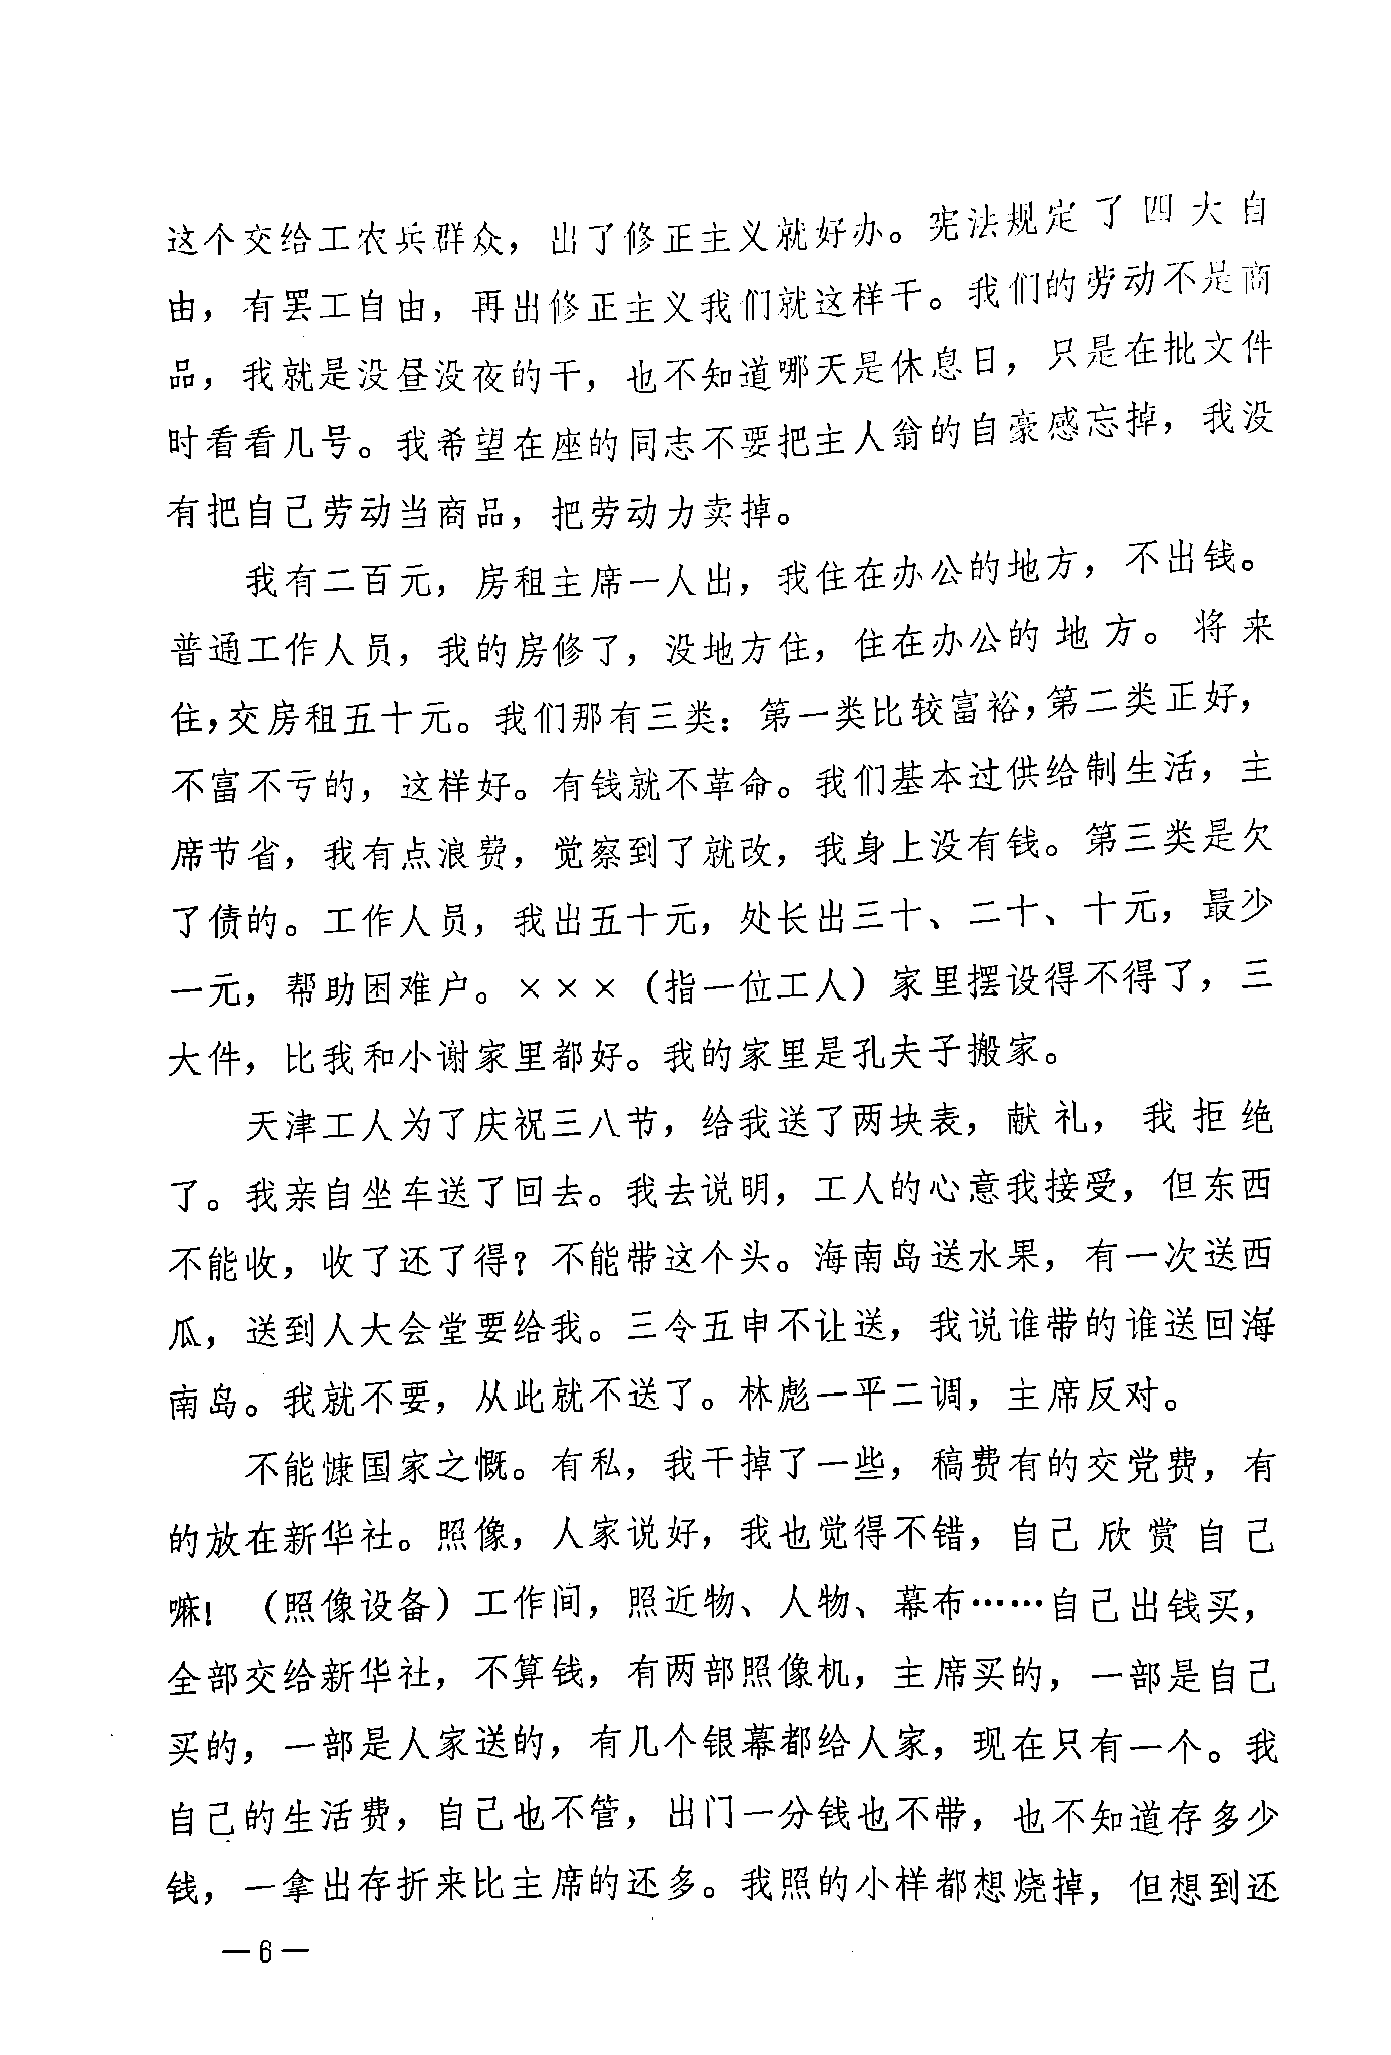 这个交给工农兵群众，出了修正主义就好办。宪法规定了四大自
由，有罢工自由，再出修正主义我们就这样干。我们的劳动不是商
品，我就是没昼没夜的干，也不知道哪天是休息日，只是在批文件
时看看几号。我希望在座的同志不要把主人翁的自豪感忘掉，我没
有把自己劳动当商品，把劳动力卖掉。
我有二百元，房租主席一人出，我住在办公的地方，不出钱。
普通工作人员，我的房修了，没地方住，住在办公的地方。将来
住，交房租五十元。我们那有三类：第一类比较富裕，第二类正好，
不富不亏的，这样好。有钱就不革命。我们基本过供给制生活，主
席节省，我有点浪费，觉察到了就改，我身上没有钱。第三类是欠
了债的。工作人员，我出五十元，处长出三十、二十、十元，最少
一元，帮助困难户。×××（指一位工人）家里摆设得不得了，三
大件，比我和小谢家里都好。我的家里是孔夫子搬家。
天津工人为了庆祝三八节，给我送了两块表，献礼，我拒绝
了。我亲自坐车送了回去。我去说明，工人的心意我接受，但东西
不能收，收了还了得？不能带这个头。海南岛送水果，有一次送西
瓜，送到人大会堂要给我。三令五申不让送，我说谁带的谁送回海
南岛。我就不要，从此就不送了。林彪一平二调，主席反对。
不能慷国家之慨。有私，我干掉了一些，稿费有的交党费，有
的放在新华社。照像，人家说好，我也觉得不错，自己欣赏自己
嘛！（照像设备）工作间，照近物、人物、幕布……自己出钱买，
全部交给新华社，不算钱，有两部照像机，主席买的，一部是自己
买的，一部是人家送的，有几个银幕都给人家，现在只有一个。我
自己的生活费，自己也不管，出门一分钱也不带，也不知道存多少
钱，一拿出存折来比主席的还多。我照的小样都想烧掉，但想到还
—6—